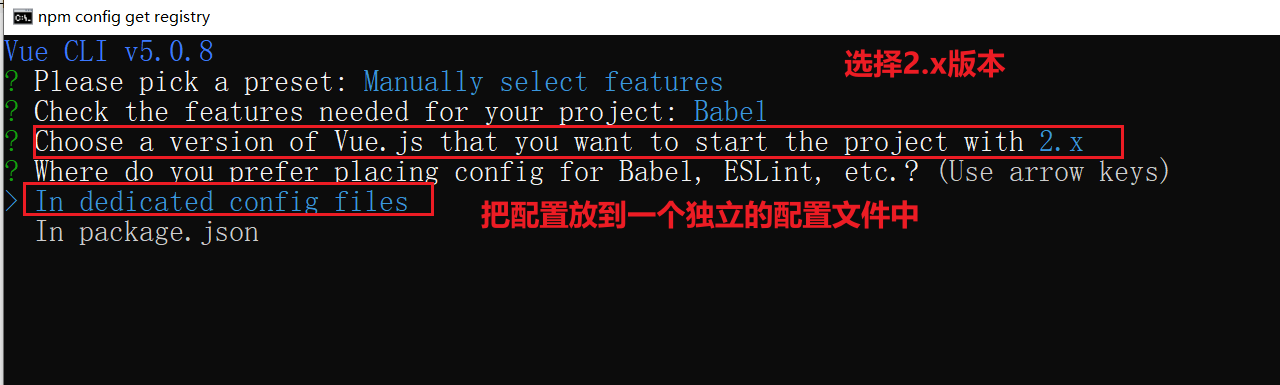 npm config get registry
Vue CLI v5.0.8
选择2.x版本
? Please pick a preset: Manually select features
? Check the features needed for your project: Babel
? Choose a version of Vue.js that you want to start the project with 2.x
? Where do you prefer placing config for Babel, ESLint, etc.? (Use arrow keys)
> In dedicated config files
把配置放到一个独立的配置文件中
In package.json